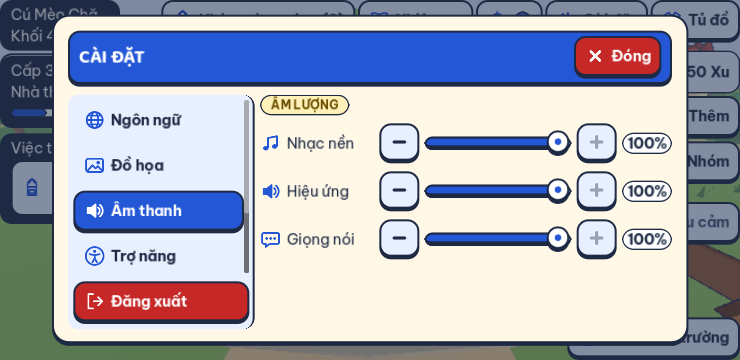 Cú Mèo Chă
Khối 4
Tủ đồ
Cấp 3
Nhà th
50 Xu
Thêm
Việc t
Nhóm
u cảm
rường
CÀI ĐẶT
Đóng
Ngôn ngữ
Đồ họa
Âm thanh
Trợ năng
Đăng xuất
ÂM LƯỢNG
Nhạc nền
100%
Hiệu ứng
100%
Giọng nói
100%